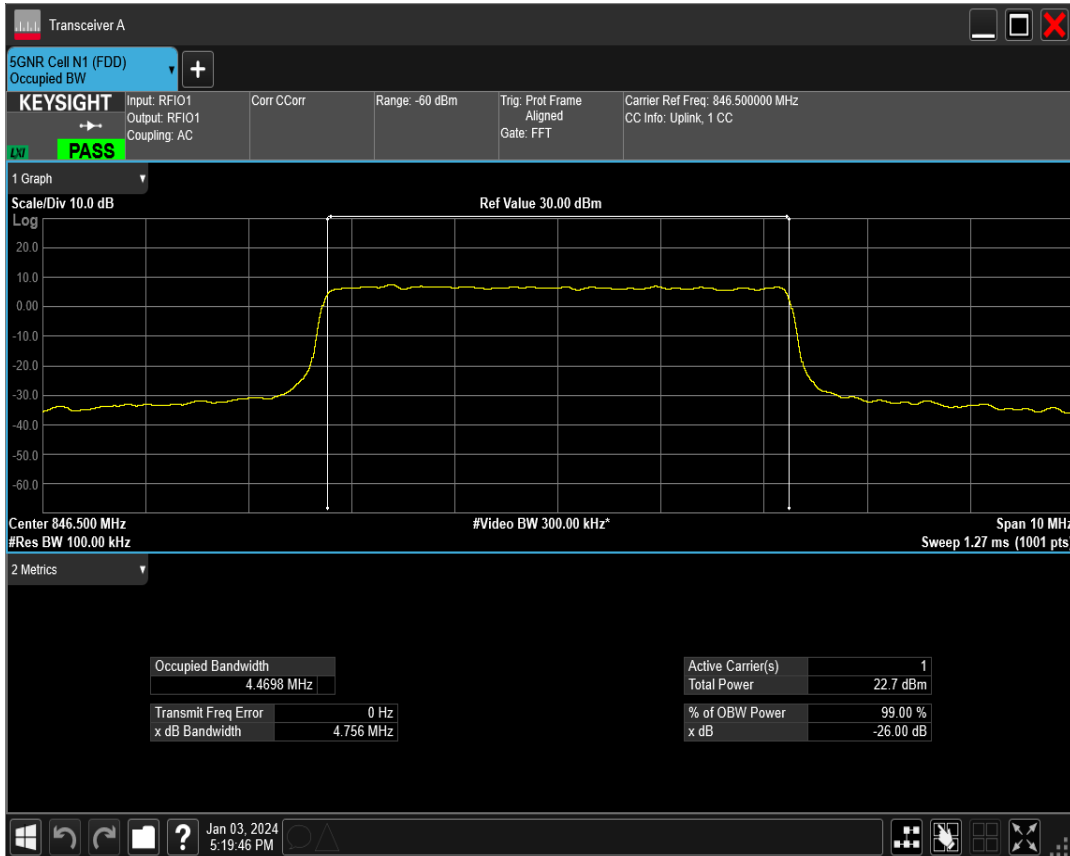 Transceiver A
5GNR Cell N1 (FDD)
Occupied BW
+
KEYSIGHT
LXI
PASS
Input: RFIO1
Output: RFIO1
Coupling: AC
Corr CCorr
Range: -60 dBm
Trig: Prot Frame
Aligned
Gate: FFT
Carrier Ref Freq: 846.500000 MHz
CC Info: Uplink, 1 CC
1 Graph
Scale/Div 10.0 dB
Ref Value 30.00 dBm
Log
20.0
10.0
0.00
-10.0
-20.0
-30.0
-40.0
-50.0
-60.0
Center 846.500 MHz
#Video BW 300.00 kHz*
Span 10 MHz
#Res BW 100.00 kHz
Sweep 1.27 ms (1001 pts)
2 Metrics
Occupied Bandwidth
4.4698 MHz
Transmit Freq Error 0 Hz
x dB Bandwidth 4.756 MHz
Active Carrier(s) 1
Total Power 22.7 dBm
% of OBW Power 99.00 %
x dB -26.00 dB
?
Jan 03, 2024
5:19:46 PM